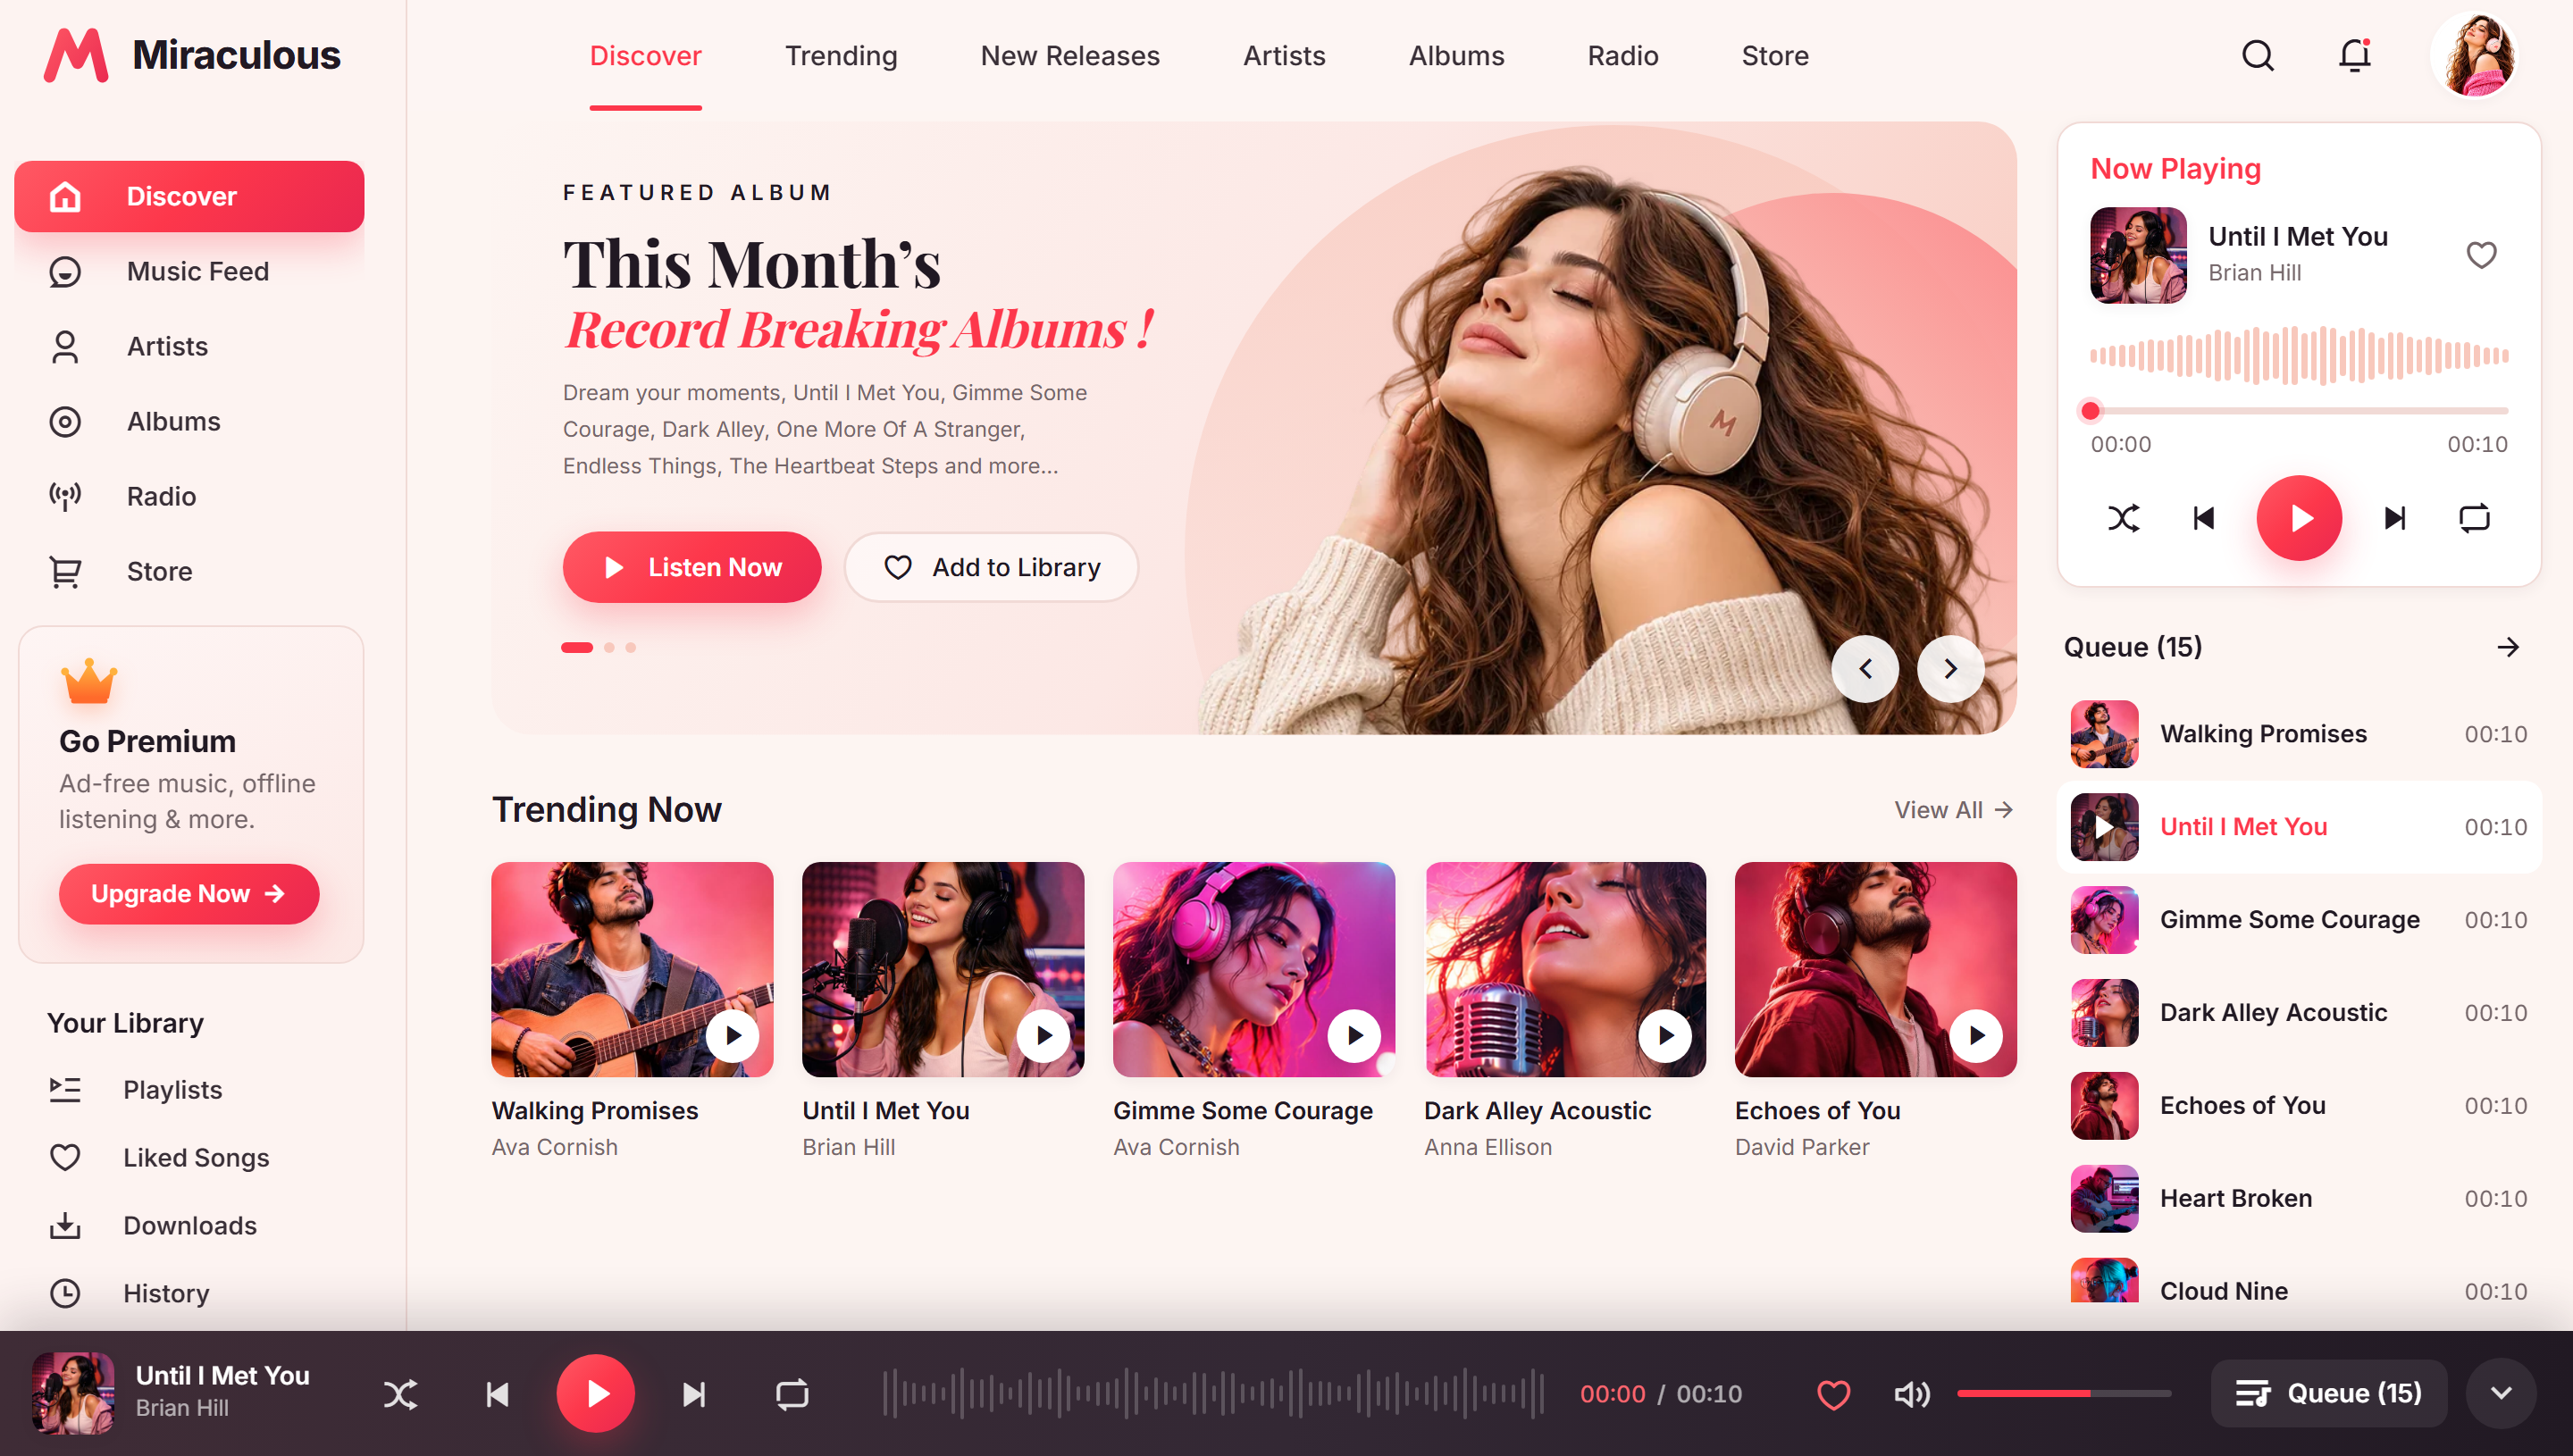 Miraculous
Discover
Trending
New Releases
Artists
Albums
Radio
Store
Discover
Music Feed
Artists
Albums
Radio
Store
Go Premium
Ad-free music, offline
listening & more.
Upgrade Now
Your Library
Playlists
Liked Songs
Downloads
History
FEATURED ALBUM
This Month’s
Record Breaking Albums !
Dream your moments, Until I Met You, Gimme Some
Courage, Dark Alley, One More Of A Stranger,
Endless Things, The Heartbeat Steps and more...
Listen Now
Add to Library
Trending Now
View All
Walking Promises
Ava Cornish
Until I Met You
Brian Hill
Gimme Some Courage
Ava Cornish
Dark Alley Acoustic
Anna Ellison
Echoes of You
David Parker
Now Playing
Until I Met You
Brian Hill
00:00
00:10
Queue (15)
Walking Promises 00:10
Until I Met You 00:10
Gimme Some Courage 00:10
Dark Alley Acoustic 00:10
Echoes of You 00:10
Heart Broken 00:10
Cloud Nine 00:10
Until I Met You
Brian Hill
00:00 / 00:10
Queue (15)